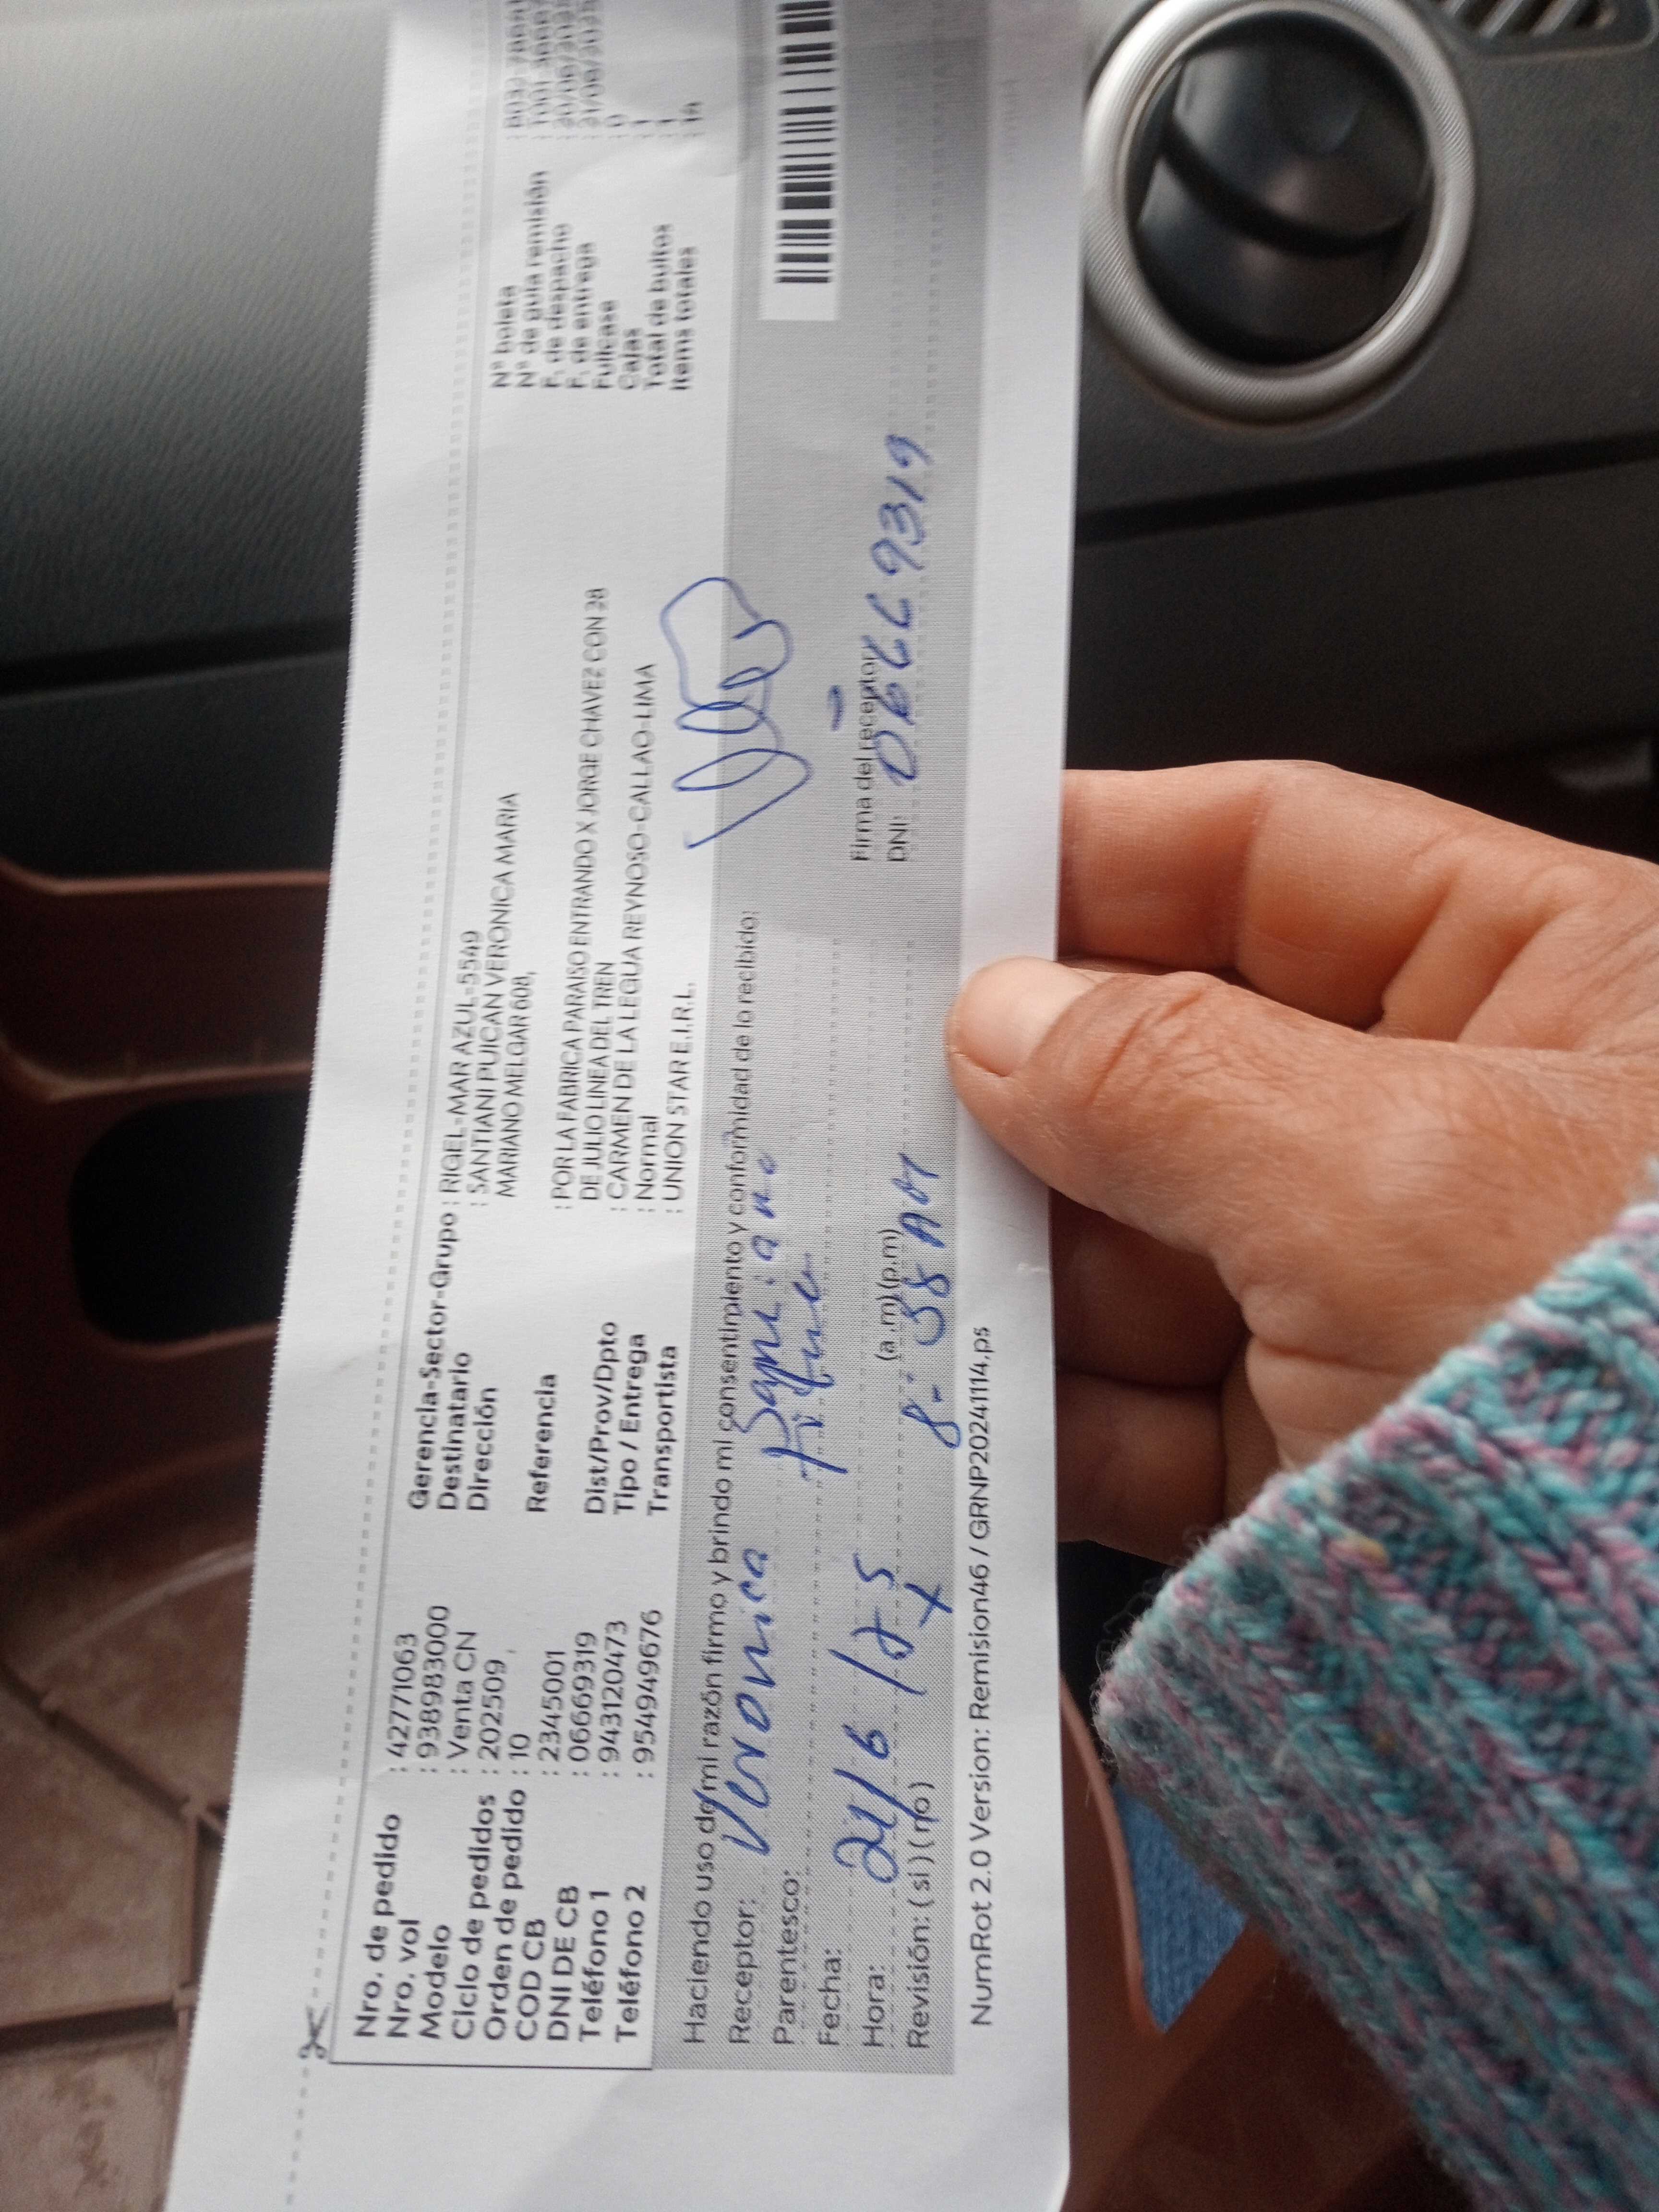 Nro. de pedido : 42771063
Nro. vol : 938983000
Modelo : Venta CN
Ciclo de pedidos : 202509
Orden de pedido : 10
COD CB : 2345001
DNI DE CB : 06669319
Teléfono 1 : 943120473
Teléfono 2 : 954949676
Gerencia-Sector-Grupo : RIGEL-MAR AZUL-5549
Destinatario : SANTIANI PUICAN VERONICA MARIA
Dirección MARIANO MELGAR 608,
Referencia : POR LA FABRICA PARAISO ENTRANDO X JORGE CHAVEZ CON 28
DE JULIO LINEA DEL TREN
Dist/Prov/Dpto : CARMEN DE LA LEGUA REYNOSO-CALLAO-LIMA
Tipo / Entrega : Normal
Transportista : UNION STAR E.I.R.L.
N° boleta
N° de guía remisión
F. de despacho
F. de entrega
Fullcase : 0
Cajas : 1
Total de bultos : 1
Items totales
Haciendo uso de mi razón firmo y brindo mi consentimiento y conformidad de lo recibido:
Receptor: Veronica
Parentesco:
Fecha: 21/6/25
Hora: (a.m)(p.m) 8:38 AM
Revisión: (si)(no) X
Firma del receptor
DNI: 06669319
NumRot 2.0 Version: Remision46 / GRNP20241114.ps